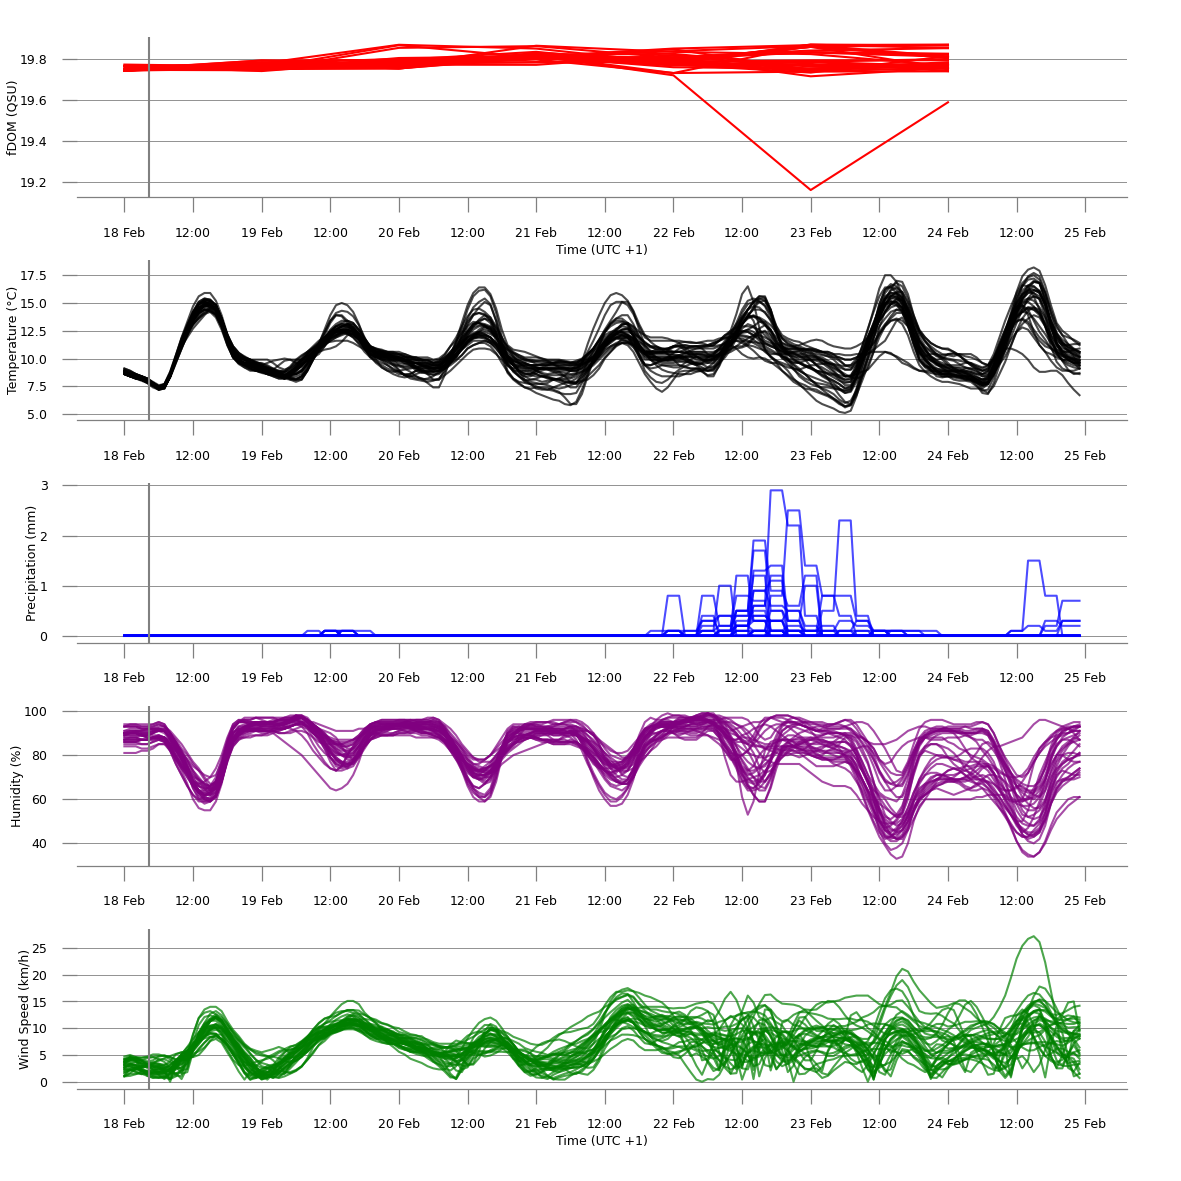 fDOM (QSU)
19.8
19.6
19.4
19.2
18 Feb 12:00 19 Feb 12:00 20 Feb 12:00 21 Feb 12:00 22 Feb 12:00 23 Feb 12:00 24 Feb 12:00 25 Feb
Time (UTC +1)
Temperature (°C)
17.5
15.0
12.5
10.0
7.5
5.0
18 Feb 12:00 19 Feb 12:00 20 Feb 12:00 21 Feb 12:00 22 Feb 12:00 23 Feb 12:00 24 Feb 12:00 25 Feb
Precipitation (mm)
3
2
1
0
18 Feb 12:00 19 Feb 12:00 20 Feb 12:00 21 Feb 12:00 22 Feb 12:00 23 Feb 12:00 24 Feb 12:00 25 Feb
Humidity (%)
100
80
60
40
18 Feb 12:00 19 Feb 12:00 20 Feb 12:00 21 Feb 12:00 22 Feb 12:00 23 Feb 12:00 24 Feb 12:00 25 Feb
Wind Speed (km/h)
25
20
15
10
5
0
18 Feb 12:00 19 Feb 12:00 20 Feb 12:00 21 Feb 12:00 22 Feb 12:00 23 Feb 12:00 24 Feb 12:00 25 Feb
Time (UTC +1)